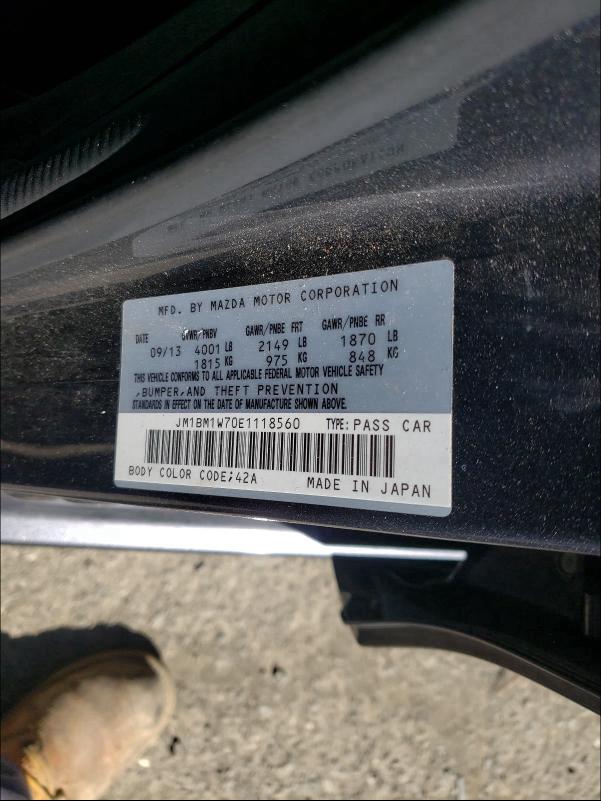 MFD. BY MAZDA MOTOR CORPORATION
DATE GVWR/PNBV GAWR/PNBE FRT GAWR/PNBE RR
09/13 4001 LB 2149 LB 1870 LB
1815 KG 975 KG 848 KG
THIS VEHICLE CONFORMS TO ALL APPLICABLE FEDERAL MOTOR VEHICLE SAFETY
,BUMPER,AND THEFT PREVENTION
STANDARDS IN EFFECT ON THE DATE OF MANUFACTURE SHOWN ABOVE.
JM1BM1W70E1118560 TYPE: PASS CAR
BODY COLOR CODE;42A MADE IN JAPAN